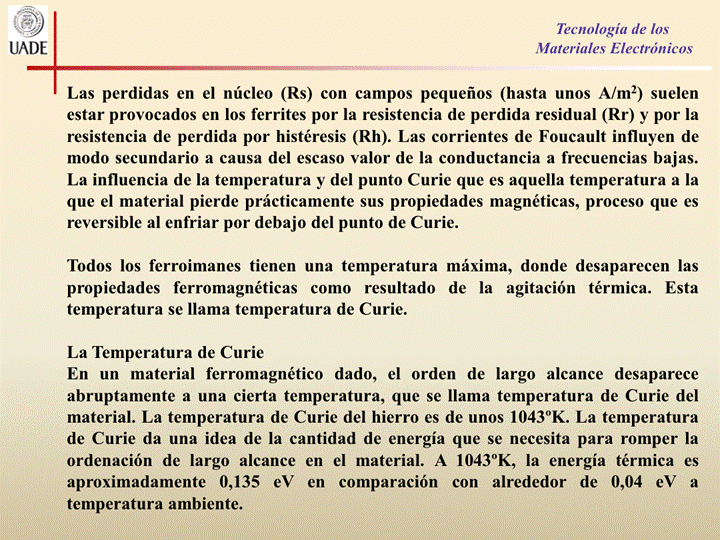 UADE
Tecnología de los
Materiales Electrónicos
Las perdidas en el núcleo (Rs) con campos pequeños (hasta unos A/m²) suelen
estar provocados en los ferrites por la resistencia de perdida residual (Rr) y por la
resistencia de perdida por histéresis (Rh). Las corrientes de Foucault influyen de
modo secundario a causa del escaso valor de la conductancia a frecuencias bajas.
La influencia de la temperatura y del punto Curie que es aquella temperatura a la
que el material pierde prácticamente sus propiedades magnéticas, proceso que es
reversible al enfriar por debajo del punto de Curie.
Todos los ferroimanes tienen una temperatura máxima, donde desaparecen las
propiedades ferromagnéticas como resultado de la agitación térmica. Esta
temperatura se llama temperatura de Curie.
La Temperatura de Curie
En un material ferromagnético dado, el orden de largo alcance desaparece
abruptamente a una cierta temperatura, que se llama temperatura de Curie del
material. La temperatura de Curie del hierro es de unos 1043ºK. La temperatura
de Curie da una idea de la cantidad de energía que se necesita para romper la
ordenación de largo alcance en el material. A 1043ºK, la energía térmica es
aproximadamente 0,135 eV en comparación con alrededor de 0,04 eV a
temperatura ambiente.